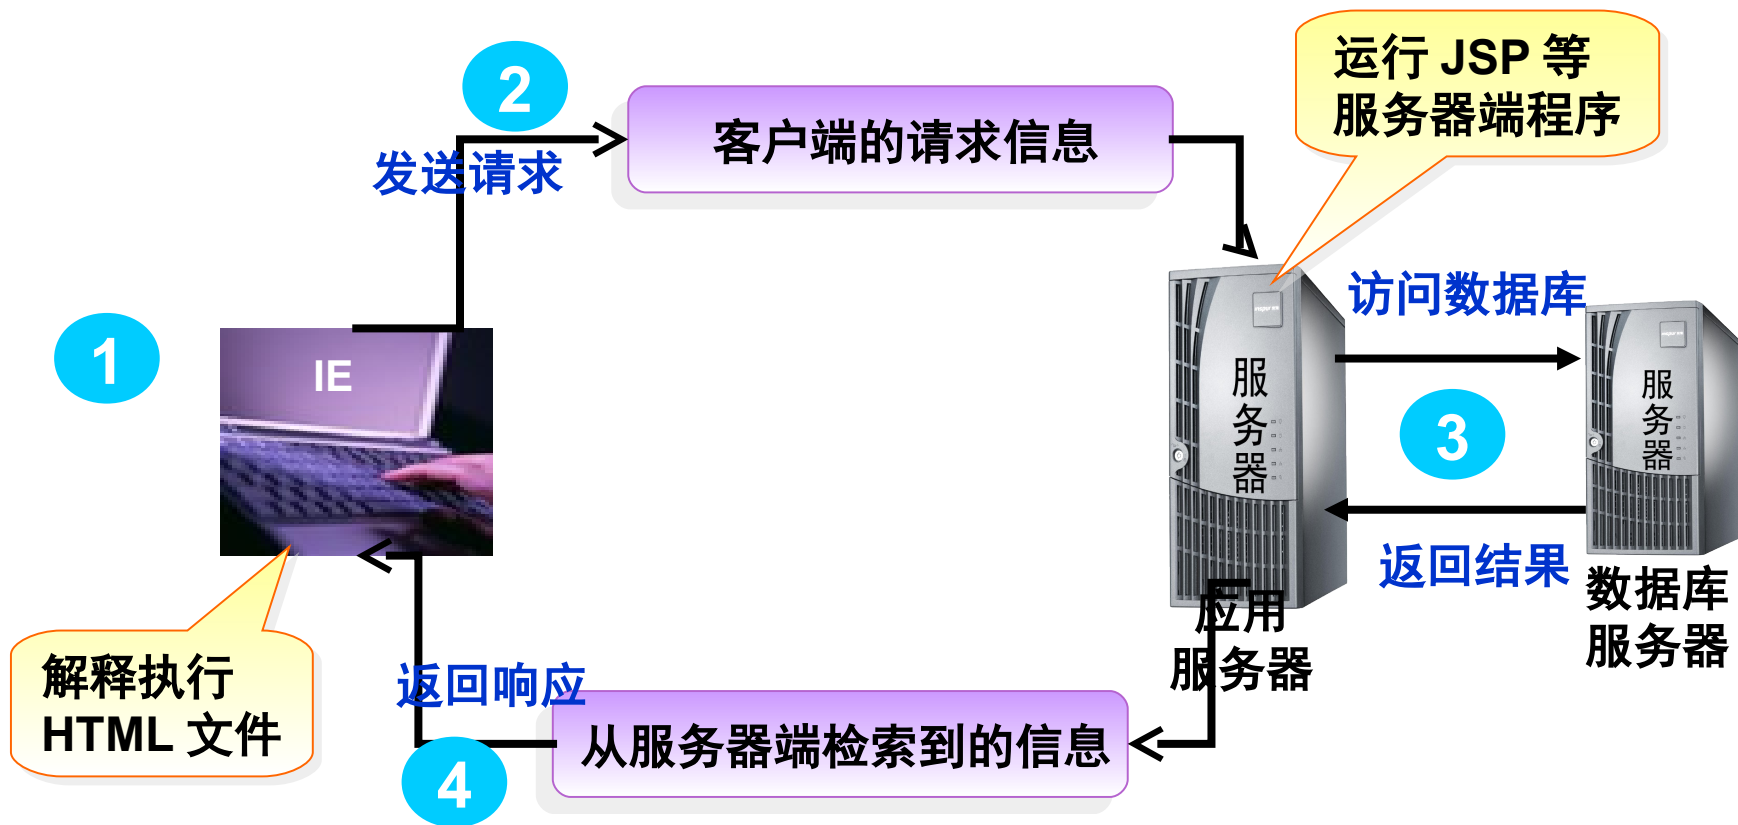 2
发送请求
客户端的请求信息
运行 JSP 等
服务器端程序
1
IE
服
务
器
访问数据库
3
返回结果
服
务
器
应用
服务器
数据库
服务器
解释执行
HTML 文件
返回响应
4
从服务器端检索到的信息